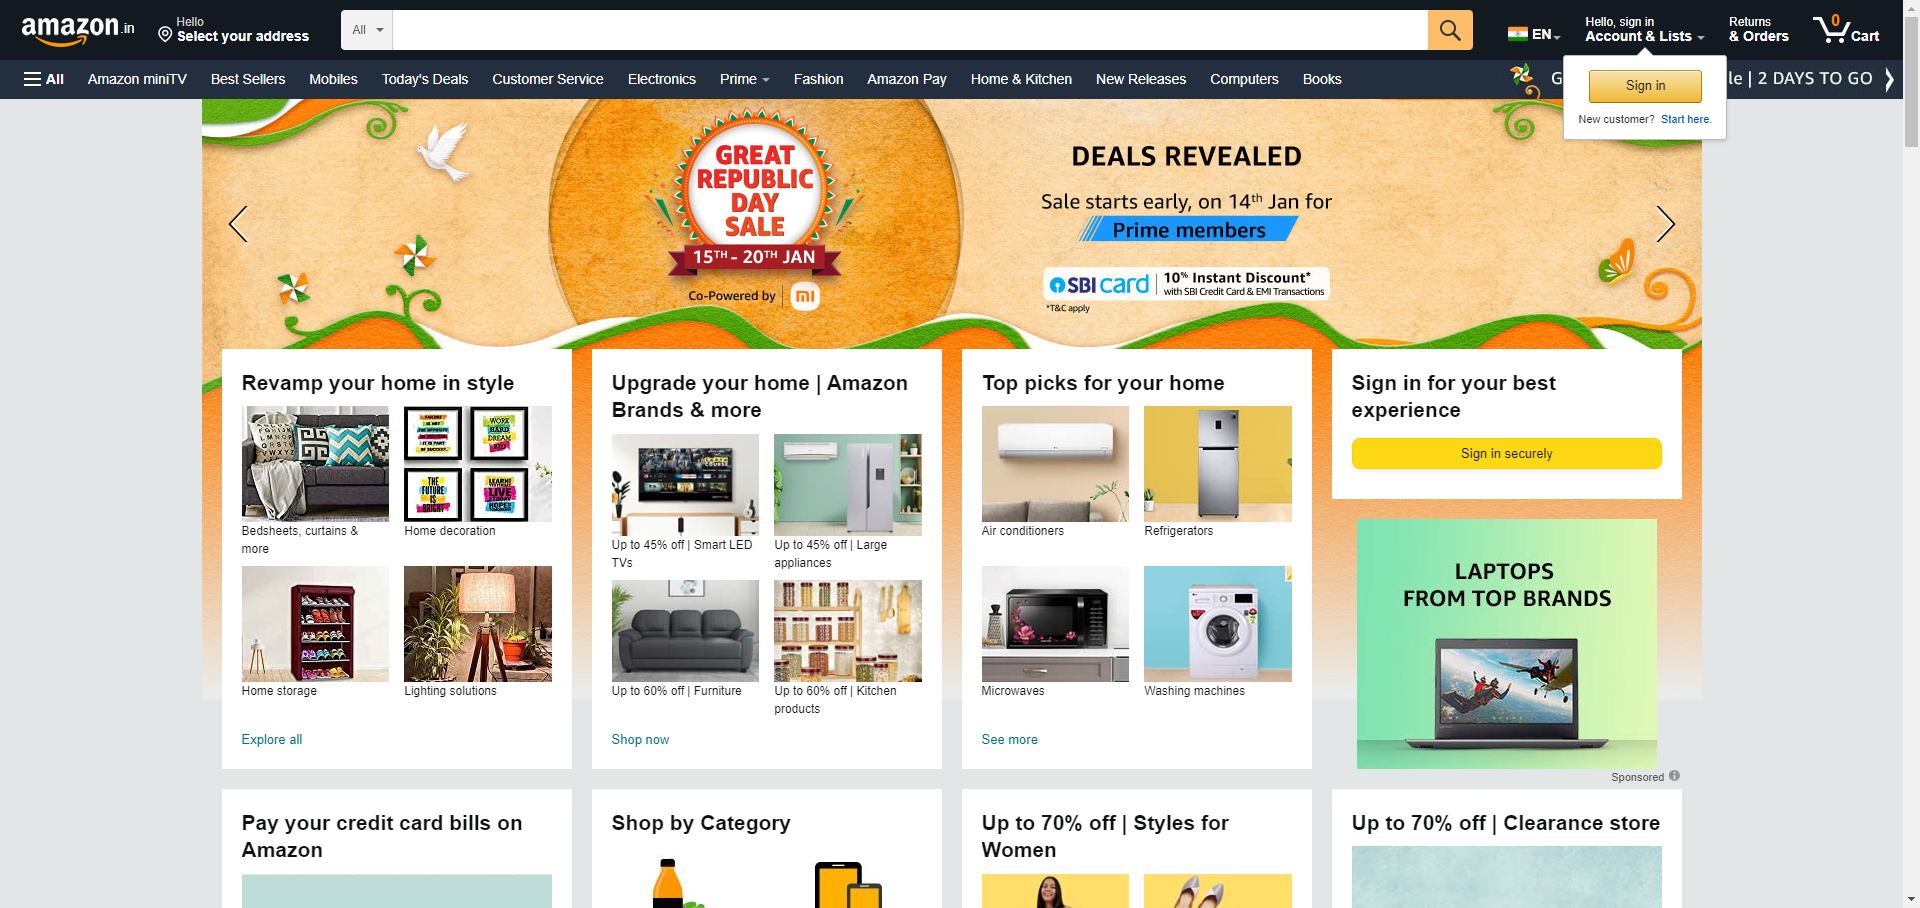 amazon.in
Hello
Select your address
All
EN
Hello, sign in
Account & Lists
Returns
& Orders
0
Cart
All
Amazon miniTV
Best Sellers
Mobiles
Today's Deals
Customer Service
Electronics
Prime
Fashion
Amazon Pay
Home & Kitchen
New Releases
Computers
Books
G
le | 2 DAYS TO GO
Sign in
New customer? Start here.
GREAT
REPUBLIC
DAY
SALE
15TH - 20TH JAN
Co-Powered by
mi
DEALS REVEALED
Sale starts early, on 14th Jan for
Prime members
SBI card
10% Instant Discount*
with SBI Credit Card & EMI Transactions
*T&C apply
Revamp your home in style
Bedsheets, curtains &
more
WORK
HARD
DREAM
BIG
THE
FUTURE
IS
BRIGHT
Home decoration
Home storage
Lighting solutions
Explore all
Upgrade your home | Amazon
Brands & more
Up to 45% off | Smart LED
TVs
Up to 45% off | Large
appliances
Up to 60% off | Furniture
Up to 60% off | Kitchen
products
Shop now
Top picks for your home
Air conditioners
Refrigerators
Microwaves
Washing machines
See more
Sign in for your best
experience
Sign in securely
LAPTOPS
FROM TOP BRANDS
Sponsored
Pay your credit card bills on
Amazon
Shop by Category
Up to 70% off | Styles for
Women
Up to 70% off | Clearance store